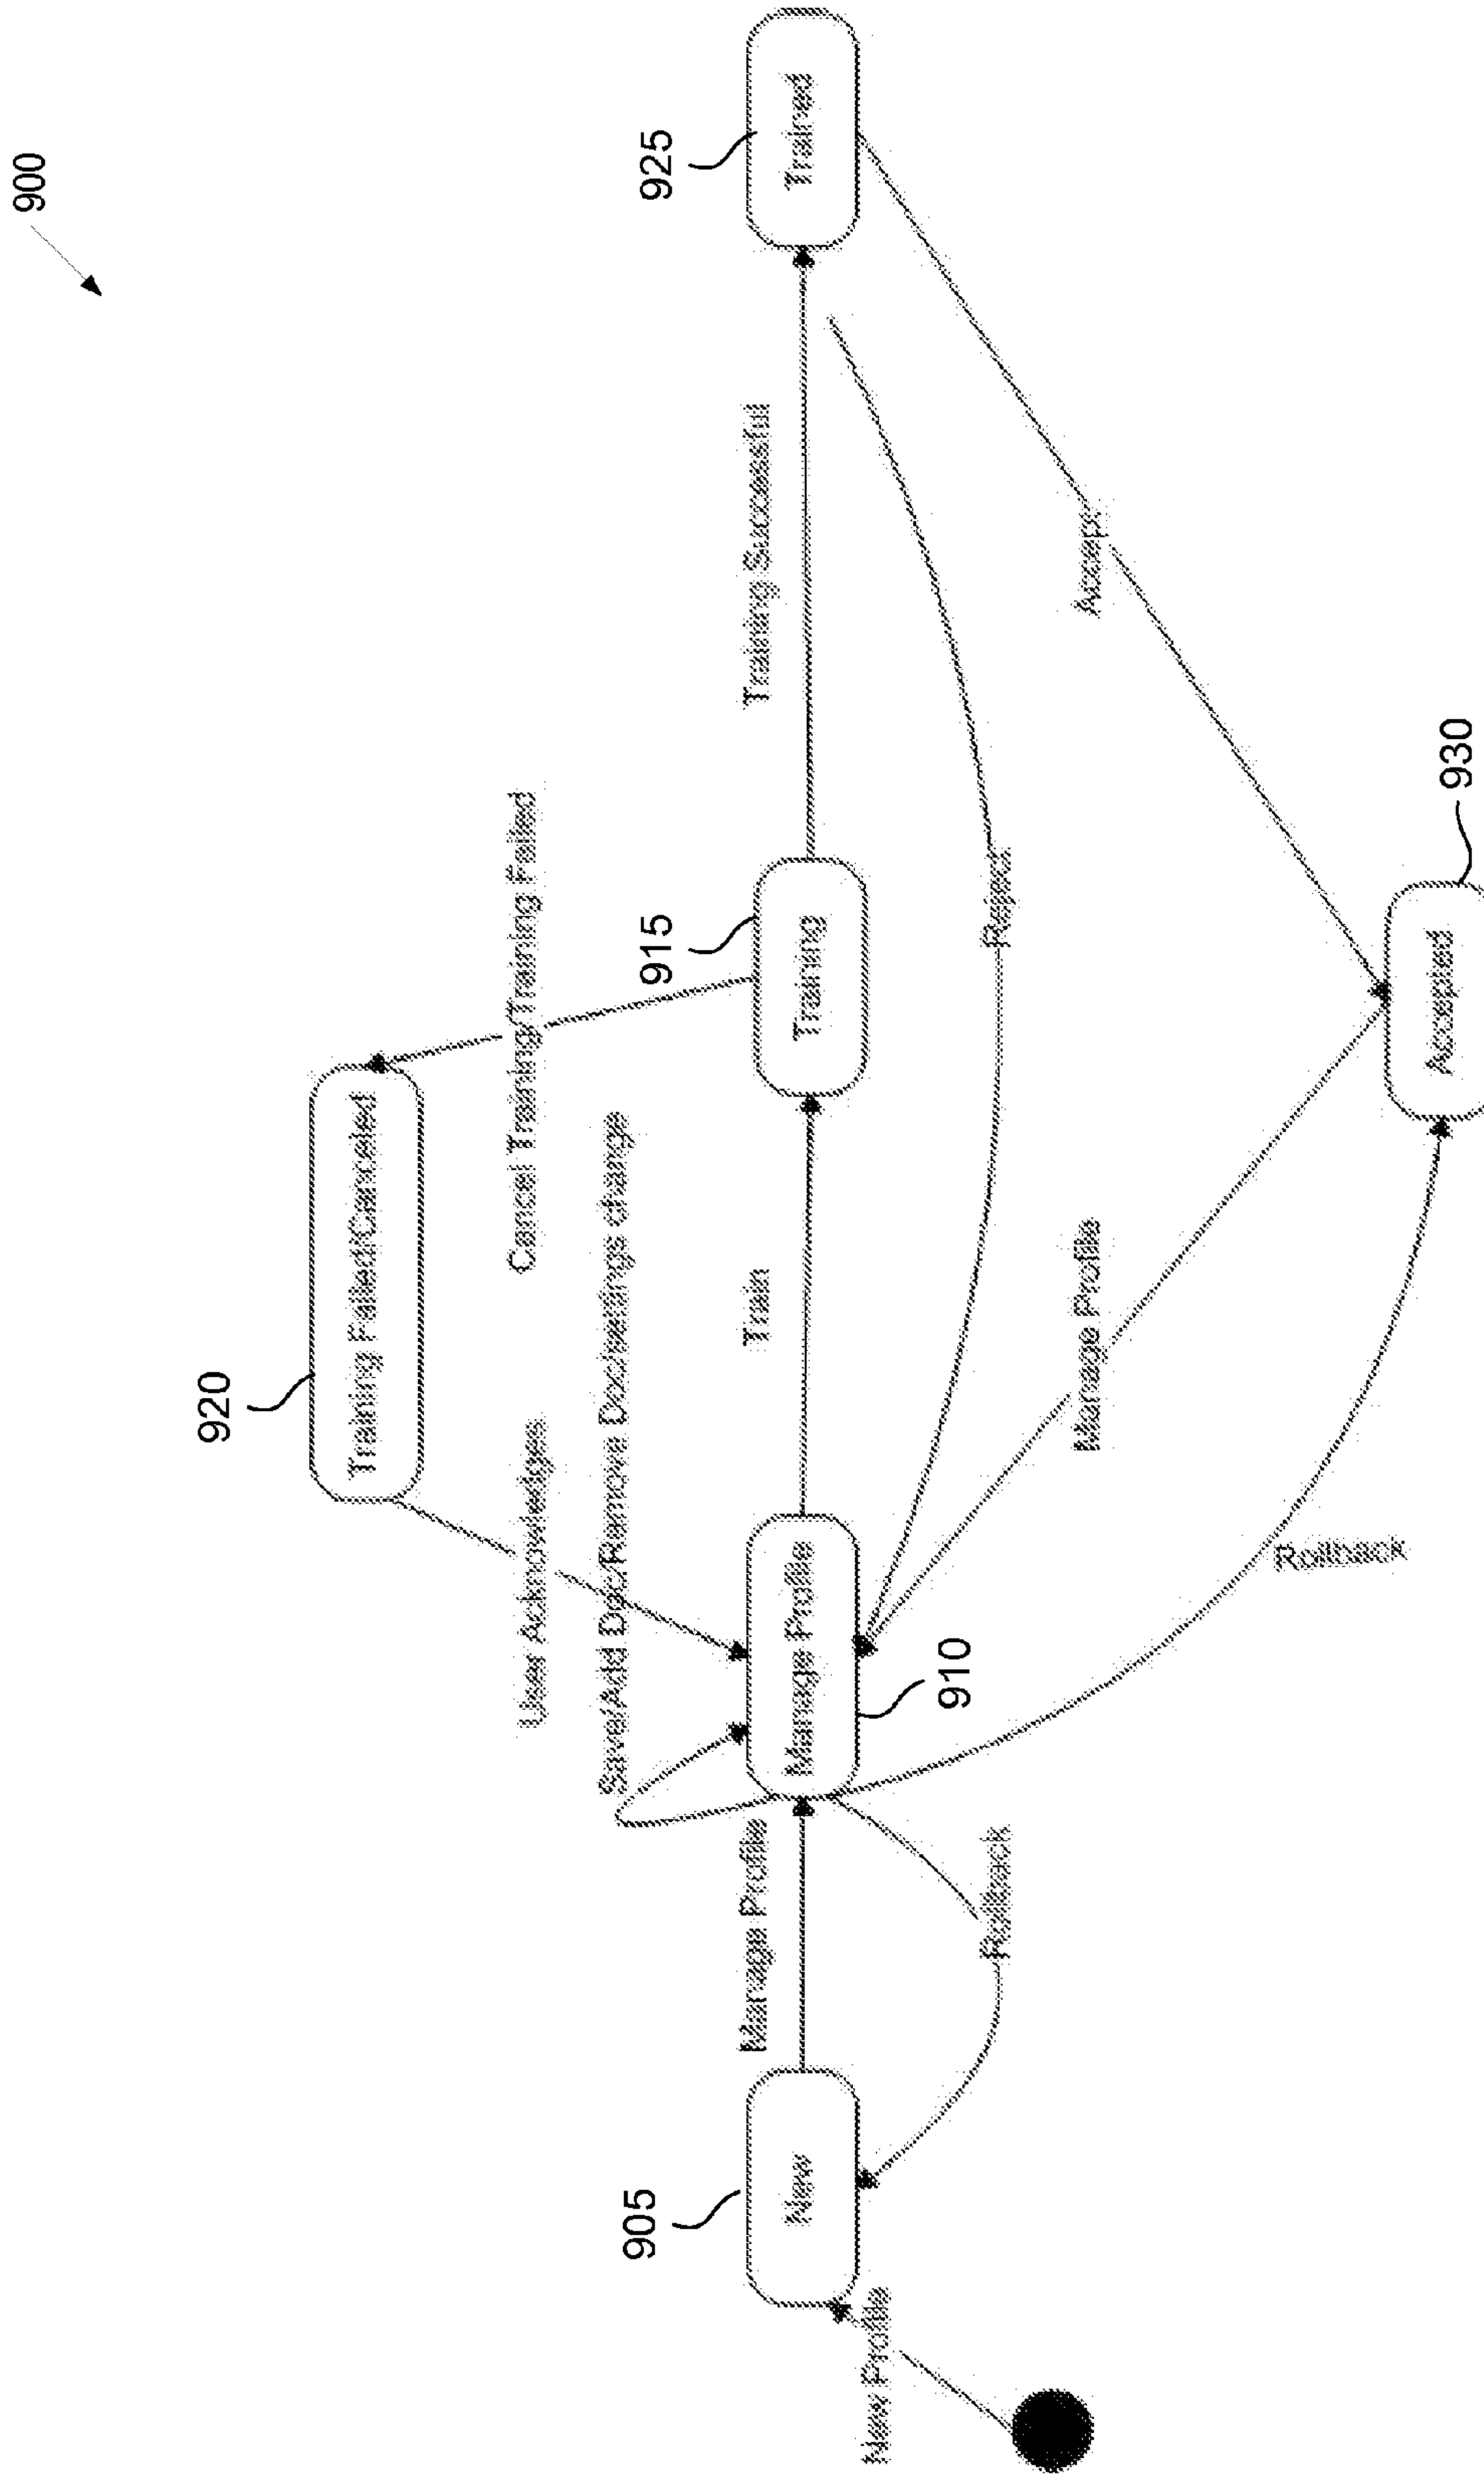 900
920
Training Failed/Canceled
User Acknowledges
Cancel Training/Training Failed
Save/Add Doc/Remove Doc/settings change
905
New
Manage Profile
Manage Profile
910
Train
915
Training
Training Successful
925
Trained
New Profile
Rollback
Reject
Manage Profile
Accept
Rollback
Accepted
930